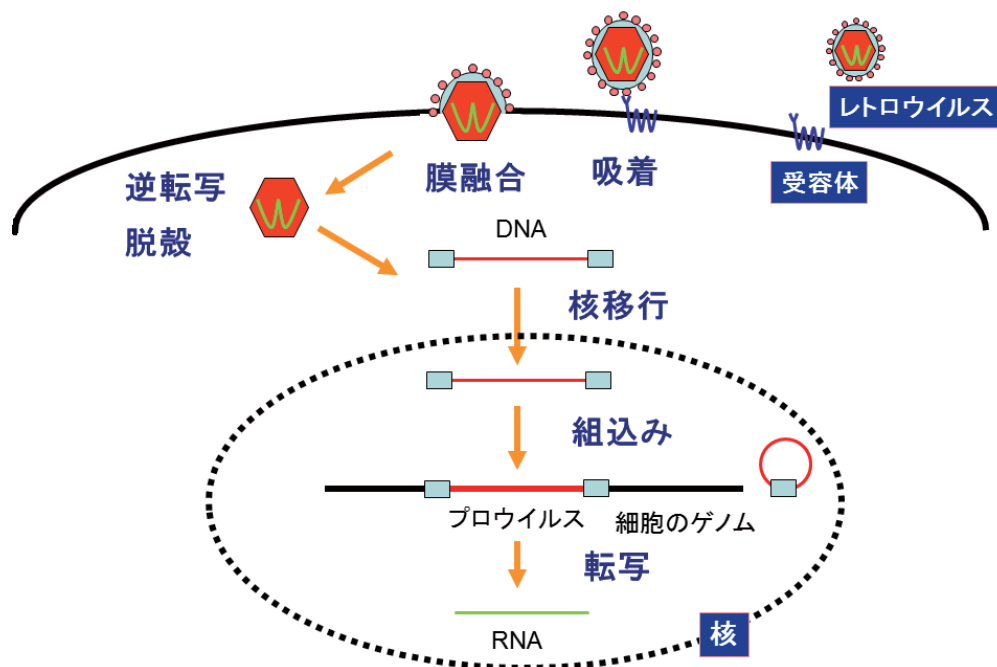 レトロウイルス
受容体
吸着
膜融合
逆転写
脱殻
DNA
核移行
組込み
プロウイルス
細胞のゲノム
転写
RNA
核